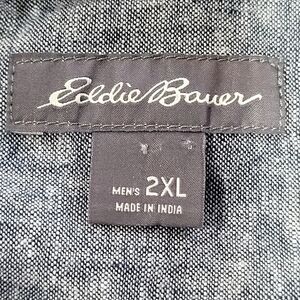 Eddie Bauer
MEN'S 2XL
MADE IN INDIA